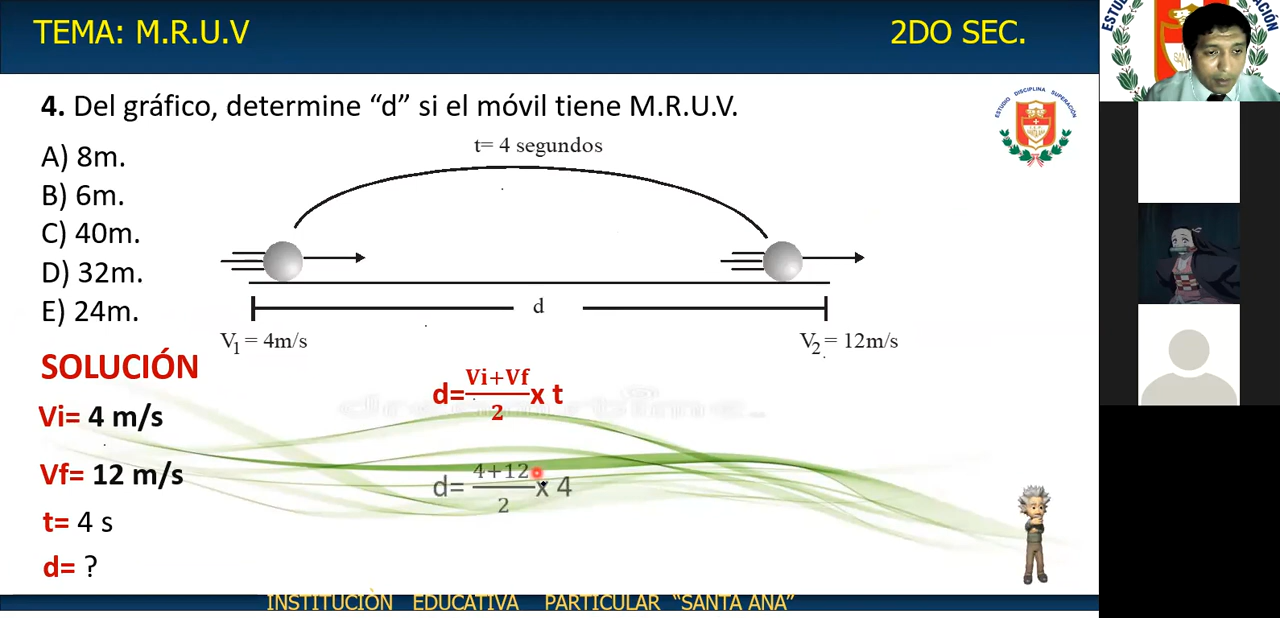 TEMA: M.R.U.V
2DO SEC.
4. Del gráfico, determine “d” si el móvil tiene M.R.U.V.
A) 8m.
B) 6m.
C) 40m.
D) 32m.
E) 24m.
t= 4 segundos
d
V1 = 4m/s
V2 = 12m/s
SOLUCIÓN
Vi= 4 m/s
Vf= 12 m/s
t= 4 s
d= ?
d= Vi+Vf/2 x t
d= 4+12/2 x 4
ESTUDIO DISCIPLINA SUPERACIÓN
INSTITUCIÒN EDUCATIVA PARTICULAR “SANTA ANA”